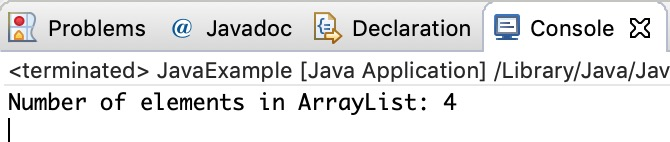 Problems @ Javadoc Declaration Console
<terminated> JavaExample [Java Application] /Library/Java/Jav
Number of elements in ArrayList: 4